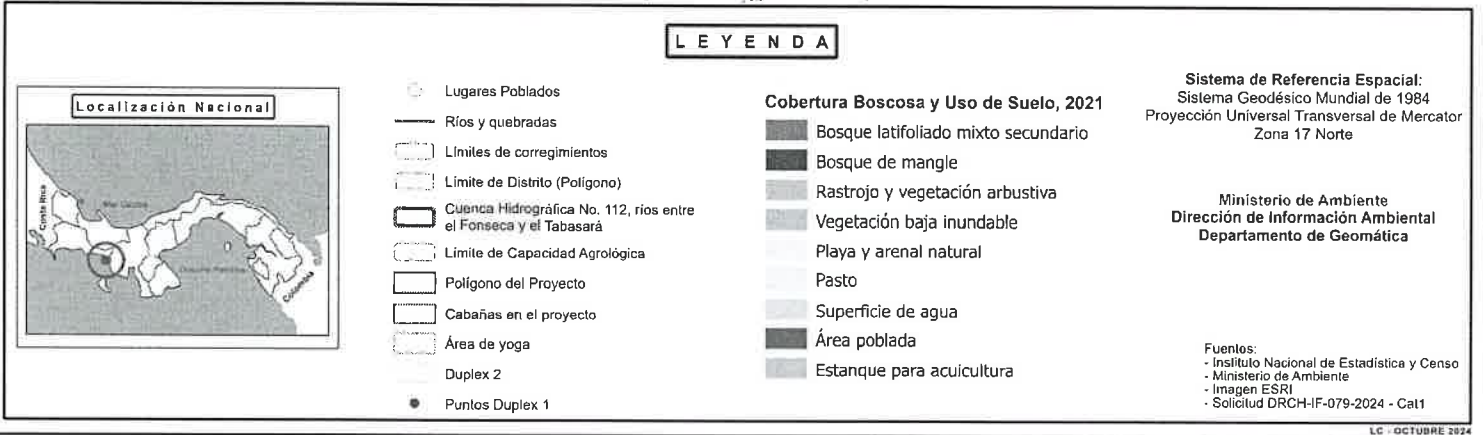 LEYENDA
Localización Nacional
Costa Rica
Mar Caribe
Colombia
Lugares Poblados
Ríos y quebradas
Límites de corregimientos
Límite de Distrito (Polígono)
Cuenca Hidrográfica No. 112, ríos entre
el Fonseca y el Tabasará
Límite de Capacidad Agrológica
Polígono del Proyecto
Cabañas en el proyecto
Área de yoga
Duplex 2
Puntos Duplex 1
Cobertura Boscosa y Uso de Suelo, 2021
Bosque latifoliado mixto secundario
Bosque de mangle
Rastrojo y vegetación arbustiva
Vegetación baja inundable
Playa y arenal natural
Pasto
Superficie de agua
Área poblada
Estanque para acuicultura
Sistema de Referencia Espacial:
Sistema Geodésico Mundial de 1984
Proyección Universal Transversal de Mercator
Zona 17 Norte
Ministerio de Ambiente
Dirección de Información Ambiental
Departamento de Geomática
Fuentes:
- Instituto Nacional de Estadística y Censo
- Ministerio de Ambiente
- Imagen ESRI
- Solicitud DRCH-IF-079-2024 - Cat1
LC - OCTUBRE 2024